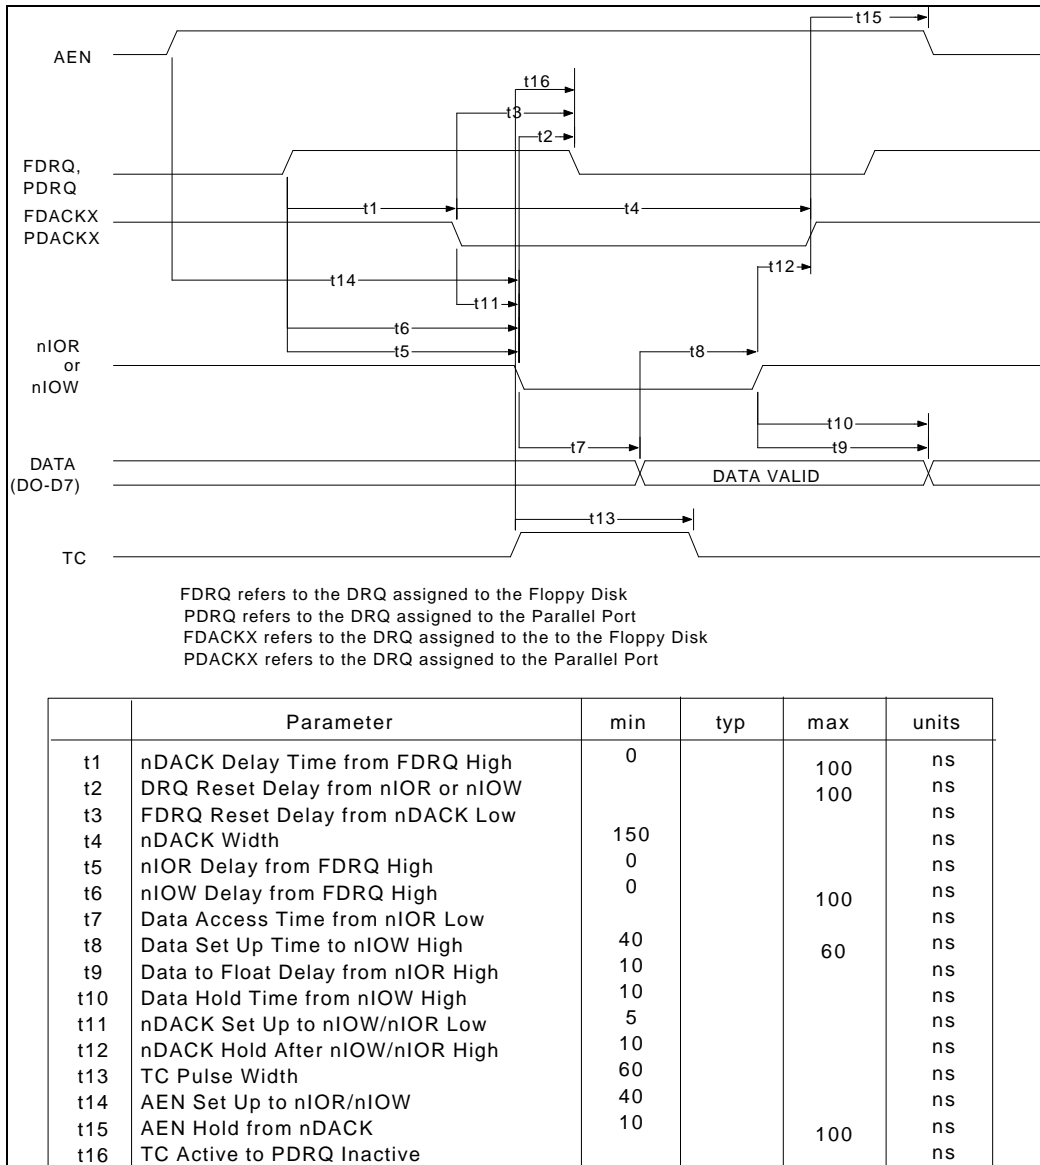 t15
AEN
t16
t3
t2
FDRQ,
PDRQ
FDACKX
PDACKX
t1
t4
t12
t14
t11
t6
t5
nIOR
or
nIOW
t8
t10
t7
t9
DATA
(DO-D7)
DATA VALID
t13
TC
FDRQ refers to the DRQ assigned to the Floppy Disk
PDRQ refers to the DRQ assigned to the Parallel Port
FDACKX refers to the DRQ assigned to the to the Floppy Disk
PDACKX refers to the DRQ assigned to the Parallel Port
Parameter min typ max units
t1 nDACK Delay Time from FDRQ High 0 ns
t2 DRQ Reset Delay from nIOR or nIOW 100 ns
t3 FDRQ Reset Delay from nDACK Low 100 ns
t4 nDACK Width 150 ns
t5 nIOR Delay from FDRQ High 0 ns
t6 nIOW Delay from FDRQ High 0 ns
t7 Data Access Time from nIOR Low 100 ns
t8 Data Set Up Time to nIOW High 40 ns
t9 Data to Float Delay from nIOR High 10 60 ns
t10 Data Hold Time from nIOW High 10 ns
t11 nDACK Set Up to nIOW/nIOR Low 5 ns
t12 nDACK Hold After nIOW/nIOR High 10 ns
t13 TC Pulse Width 60 ns
t14 AEN Set Up to nIOR/nIOW 40 ns
t15 AEN Hold from nDACK 10 ns
t16 TC Active to PDRQ Inactive 100 ns